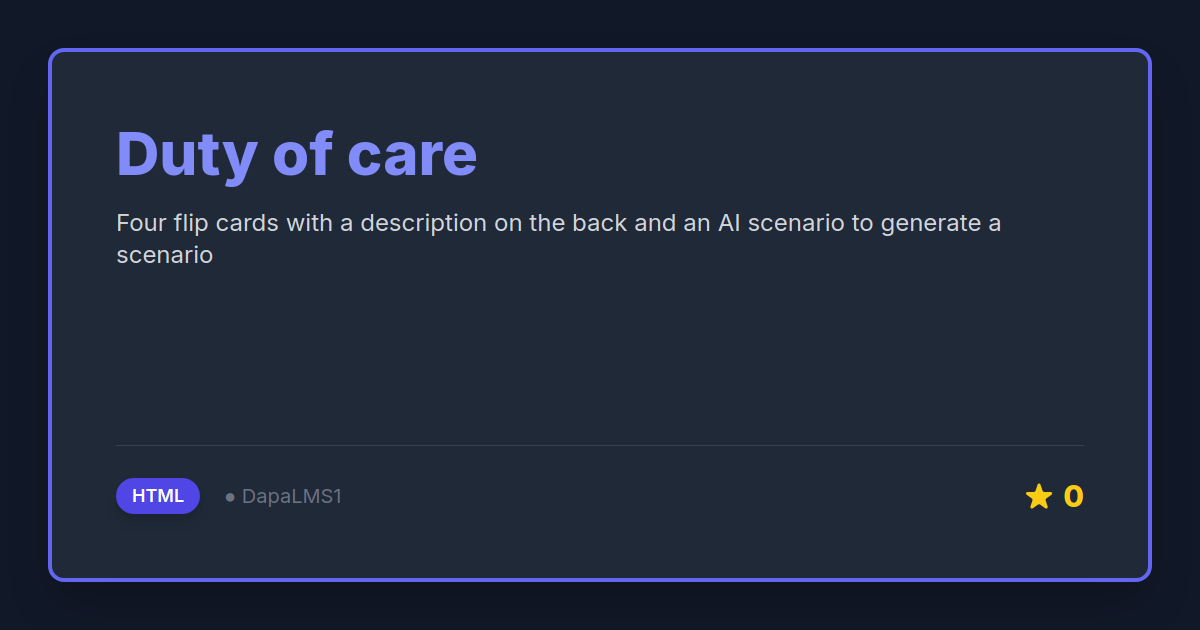 Duty of care
Four flip cards with a description on the back and an AI scenario to generate a
scenario
HTML
DapaLMS1
0